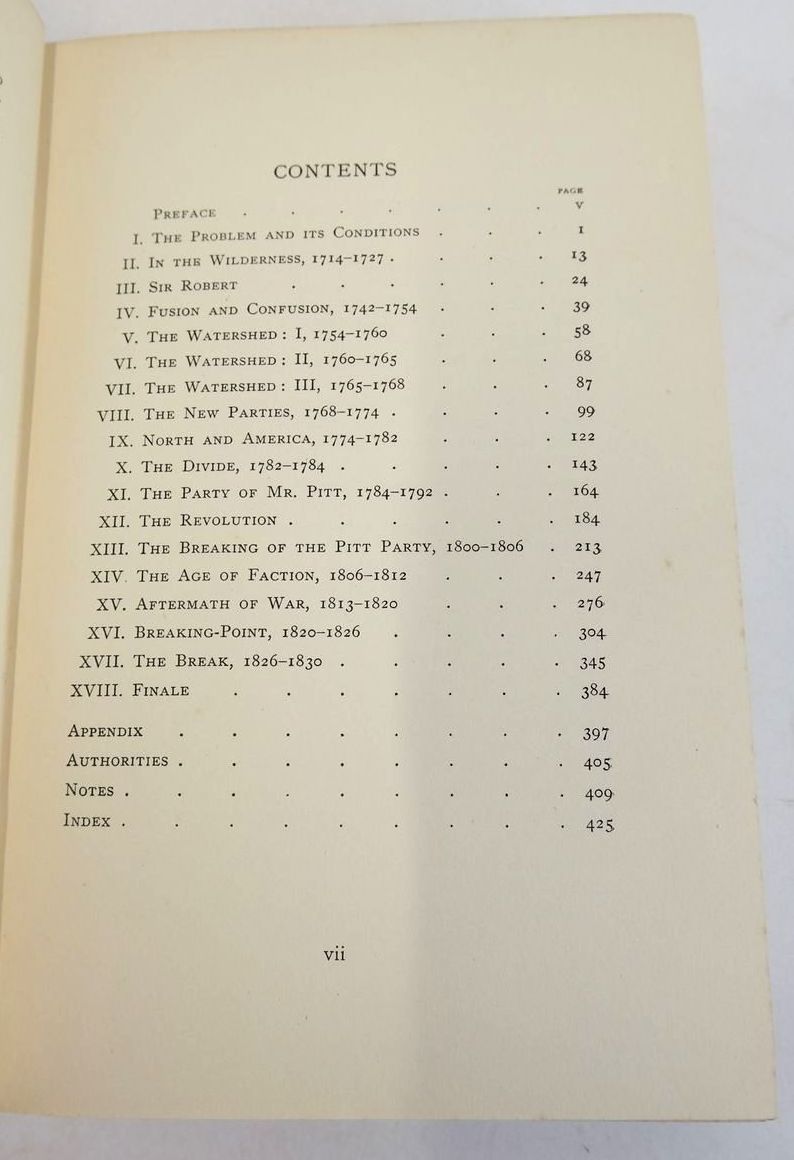 CONTENTS
PAGE
PREFACE . . . . . . . V
I. THE PROBLEM AND ITS CONDITIONS . . . 1
II. IN THE WILDERNESS, 1714–1727 . . . . 13
III. SIR ROBERT . . . . . . 24
IV. FUSION AND CONFUSION, 1742–1754 . . . 39
V. THE WATERSHED : I, 1754–1760 . . . 58
VI. THE WATERSHED : II, 1760–1765 . . . 68
VII. THE WATERSHED : III, 1765–1768 . . . 87
VIII. THE NEW PARTIES, 1768–1774 . . . . 99
IX. NORTH AND AMERICA, 1774–1782 . . . 122
X. THE DIVIDE, 1782–1784 . . . . . 143
XI. THE PARTY OF MR. PITT, 1784–1792 . . . 164
XII. THE REVOLUTION . . . . . . 184
XIII. THE BREAKING OF THE PITT PARTY, 1800–1806 . 213
XIV. THE AGE OF FACTION, 1806–1812 . . . 247
XV. AFTERMATH OF WAR, 1813–1820 . . . 276
XVI. BREAKING-POINT, 1820–1826 . . . . 304
XVII. THE BREAK, 1826–1830 . . . . . 345
XVIII. FINALE . . . . . . . 384
APPENDIX . . . . . . . . 397
AUTHORITIES . . . . . . . . 405
NOTES . . . . . . . . . 409
INDEX . . . . . . . . . 425
vii